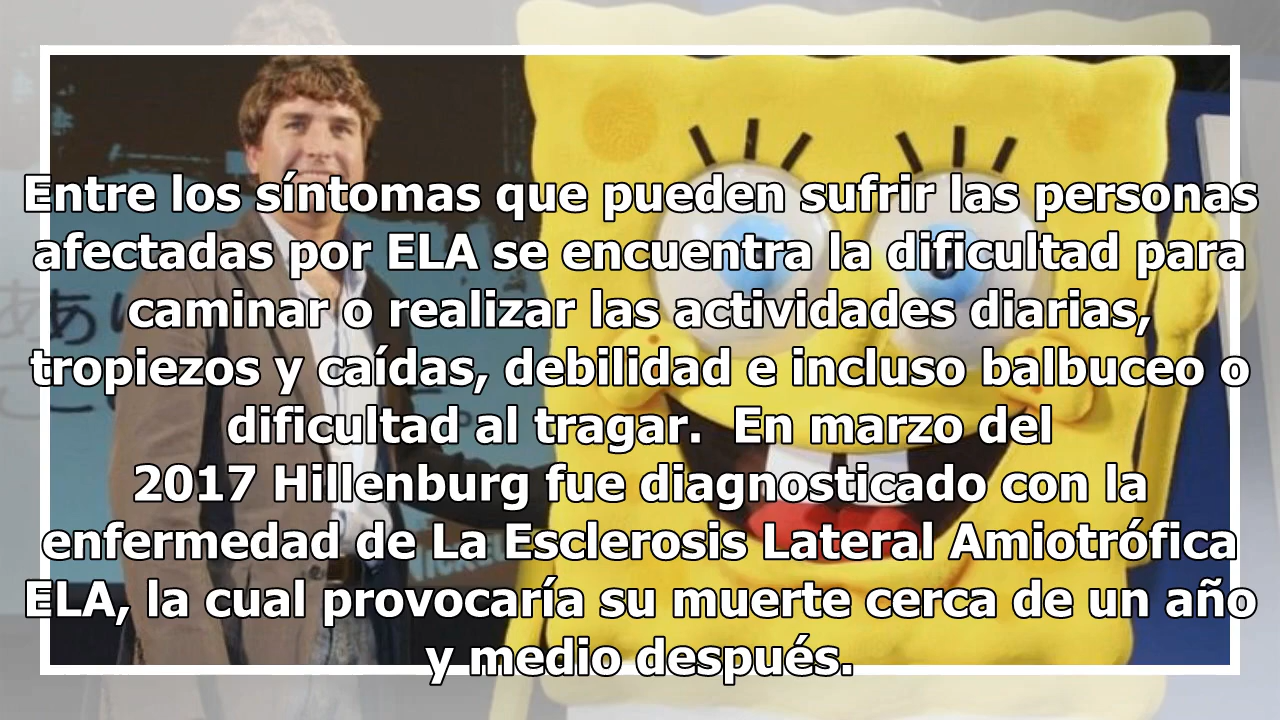 Entre los síntomas que pueden sufrir las personas
afectadas por ELA se encuentra la dificultad para
caminar o realizar las actividades diarias,
tropiezos y caídas, debilidad e incluso balbuceo o
dificultad al tragar.  En marzo del
2017 Hillenburg fue diagnosticado con la
enfermedad de La Esclerosis Lateral Amiotrófica
ELA, la cual provocaría su muerte cerca de un año
y medio después.